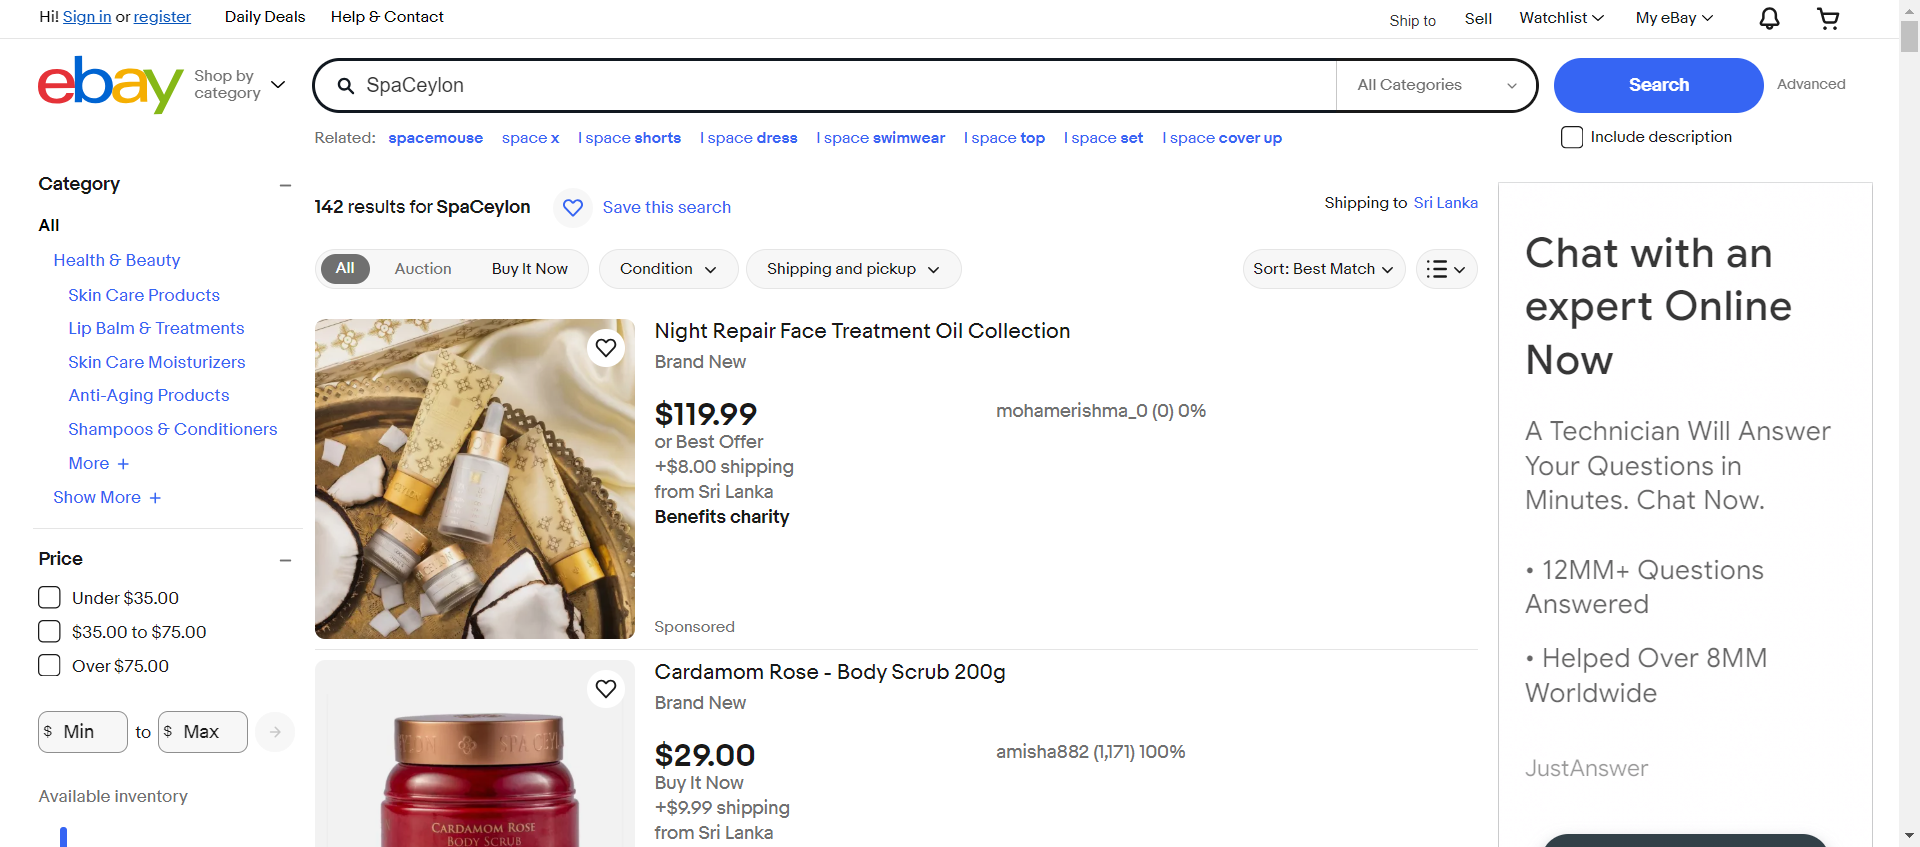 Hi! Sign in or register
Daily Deals
Help & Contact
Ship to
Sell
Watchlist
My eBay
ebay
Shop by
category
SpaCeylon
All Categories
Search
Advanced
Related: spacemouse space x l space shorts l space dress l space swimwear l space top l space set l space cover up
Include description
Category
All
Health & Beauty
Skin Care Products
Lip Balm & Treatments
Skin Care Moisturizers
Anti-Aging Products
Shampoos & Conditioners
More
Show More
Price
Under $35.00
$35.00 to $75.00
Over $75.00
$ Min to $ Max
Available inventory
142 results for SpaCeylon
Save this search
Shipping to Sri Lanka
All
Auction
Buy It Now
Condition
Shipping and pickup
Sort: Best Match
Night Repair Face Treatment Oil Collection
Brand New
$119.99
or Best Offer
+$8.00 shipping
from Sri Lanka
Benefits charity
mohamerishma_0 (0) 0%
Sponsored
Cardamom Rose - Body Scrub 200g
Brand New
$29.00
Buy It Now
+$9.99 shipping
from Sri Lanka
amisha882 (1,171) 100%
CARDAMOM ROSE
BODY SCRUB
Chat with an
expert Online
Now
A Technician Will Answer
Your Questions in
Minutes. Chat Now.
• 12MM+ Questions
Answered
• Helped Over 8MM
Worldwide
JustAnswer